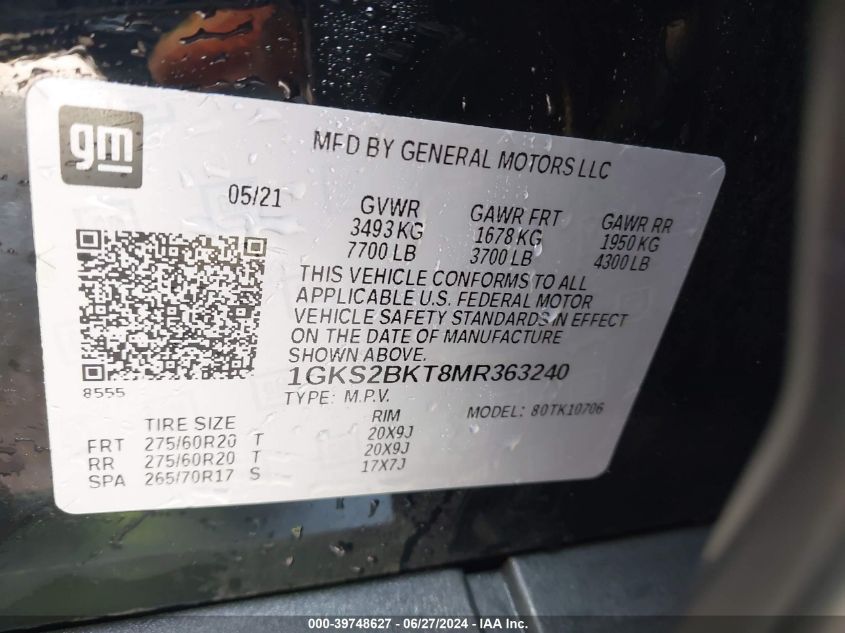 gm
MFD BY GENERAL MOTORS LLC
05/21
GVWR GAWR FRT GAWR RR
3493 KG 1678 KG 1950 KG
7700 LB 3700 LB 4300 LB
THIS VEHICLE CONFORMS TO ALL
APPLICABLE U.S. FEDERAL MOTOR
VEHICLE SAFETY STANDARDS IN EFFECT
ON THE DATE OF MANUFACTURE
SHOWN ABOVE.
1GKS2BKT8MR363240
8555
TYPE: M.P.V. MODEL: 80TK10706
TIRE SIZE RIM
FRT 275/60R20 T 20X9J
RR 275/60R20 T 20X9J
SPA 265/70R17 S 17X7J
000-39748627 - 06/27/2024 - IAA Inc.